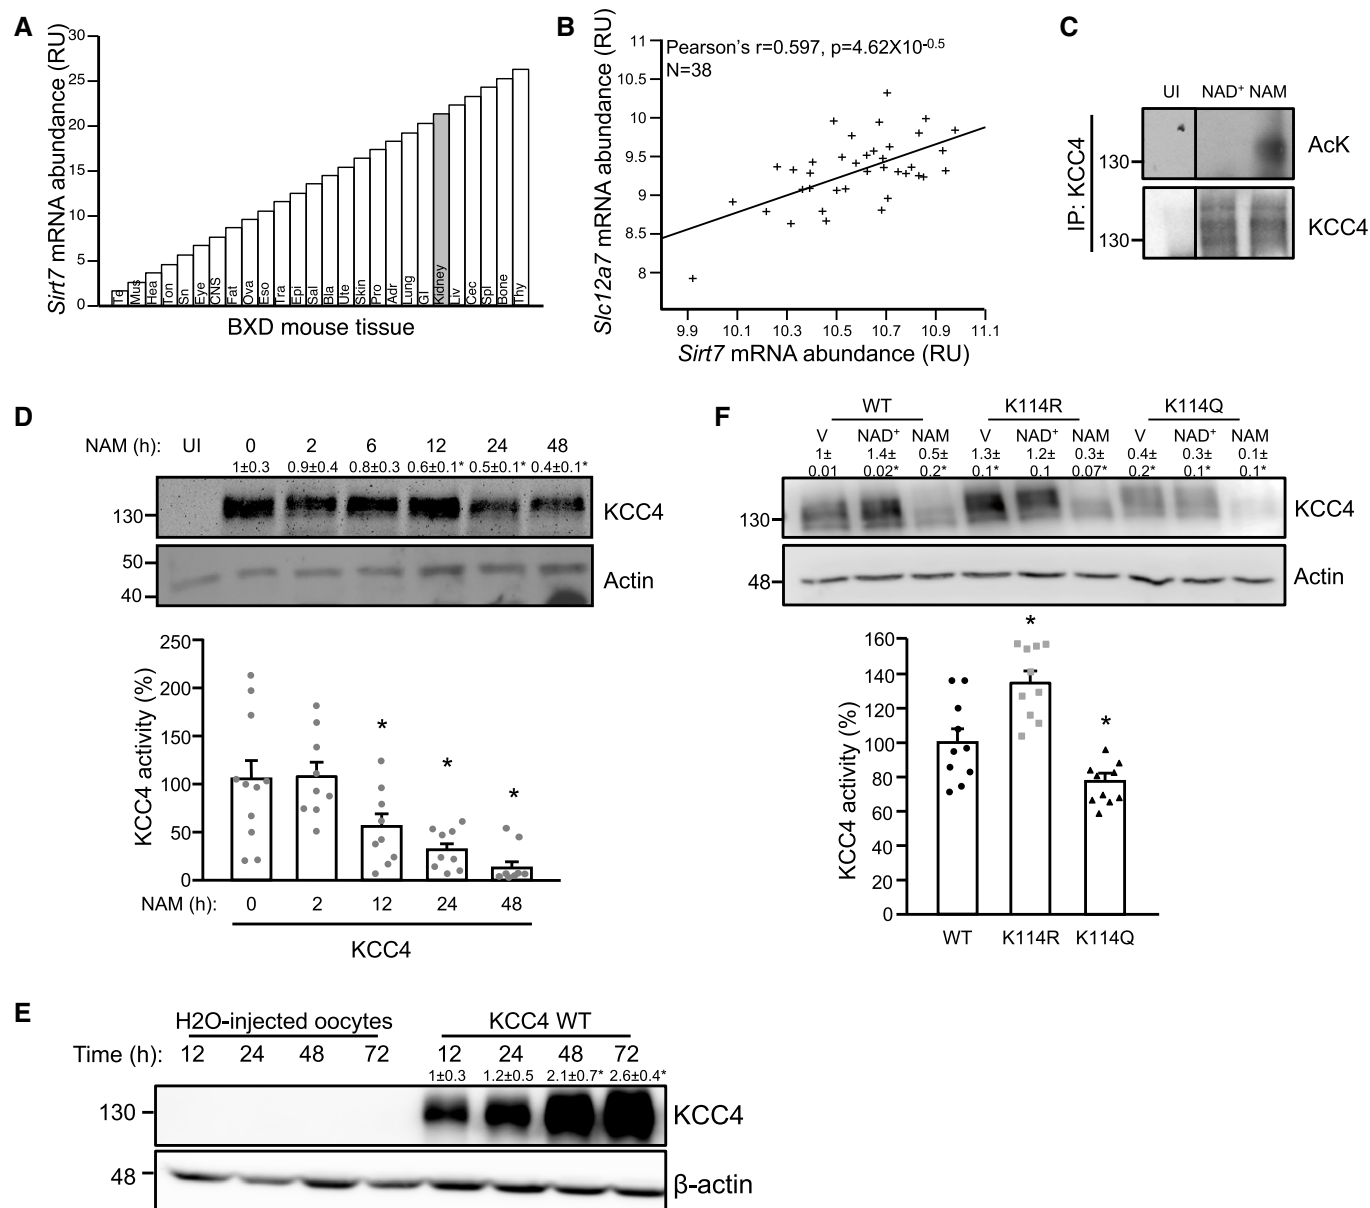 A
Sirt7 mRNA abundance (RU)
30
25
20
15
10
5
0
Te Mus Hea Ton Sn Eye CNS Fat Ova Eso Tra Epi Sal Bla Ute Skin Pro Adr Lung GI Kidney Liv Cec Spl Bone Thy
BXD mouse tissue
B
Slc12a7 mRNA abundance (RU)
Pearson's r=0.597, p=4.62X10-0.5
N=38
11
10.5
10
9.5
9
8.5
8
9.9 10.1 10.3 10.5 10.7 10.9 11.1
Sirt7 mRNA abundance (RU)
C
UI NAD+ NAM
IP: KCC4
130 AcK
130 KCC4
D
NAM (h): UI 0 2 6 12 24 48
1±0.3 0.9±0.4 0.8±0.3 0.6±0.1* 0.5±0.1* 0.4±0.1*
130 KCC4
50
Actin
40
KCC4 activity (%)
250
200
150
100
50
0
* * *
NAM (h): 0 2 12 24 48
KCC4
E
H2O-injected oocytes KCC4 WT
Time (h): 12 24 48 72 12 24 48 72
1±0.3 1.2±0.5 2.1±0.7* 2.6±0.4*
130 KCC4
48 β-actin
F
WT K114R K114Q
V NAD+ NAM V NAD+ NAM V NAD+ NAM
1± 1.4± 0.5± 1.3± 1.2± 0.3± 0.4± 0.3± 0.1±
0.01 0.02* 0.2* 0.1* 0.1 0.07* 0.2* 0.1* 0.1*
130 KCC4
48 Actin
KCC4 activity (%)
160
140
120
100
80
60
40
20
0
* *
WT K114R K114Q